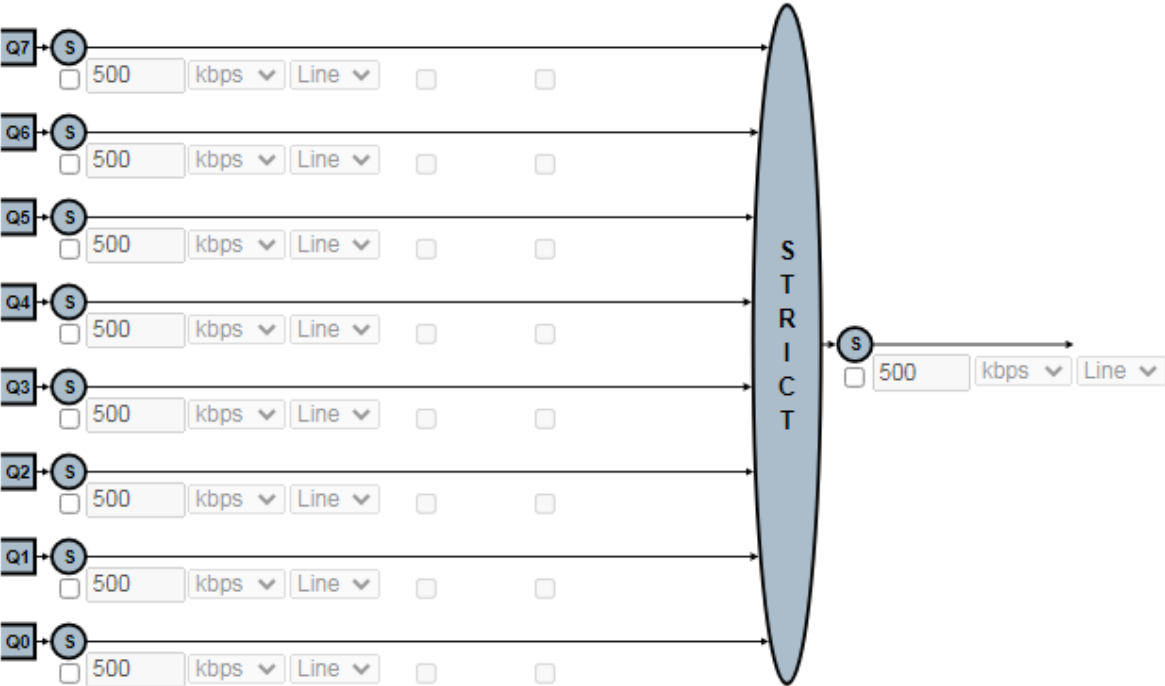 Q7 S
500 kbps Line
Q6 S
500 kbps Line
Q5 S
500 kbps Line
Q4 S
500 kbps Line
Q3 S
500 kbps Line
Q2 S
500 kbps Line
Q1 S
500 kbps Line
Q0 S
500 kbps Line
S
T
R
I
C
T
S
500 kbps Line